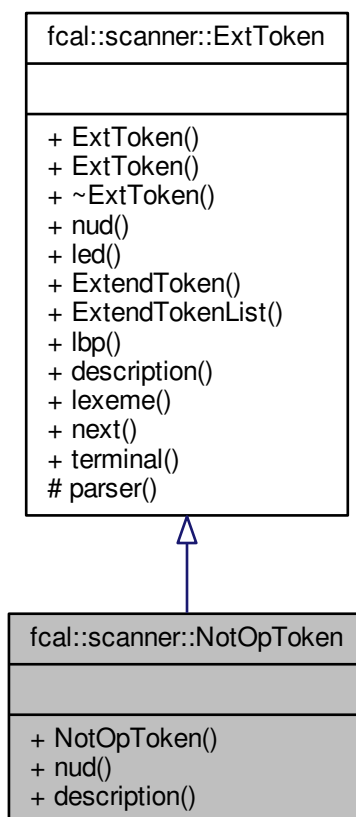 fcal::scanner::ExtToken
+ ExtToken()
+ ExtToken()
+ ~ExtToken()
+ nud()
+ led()
+ ExtendToken()
+ ExtendTokenList()
+ lbp()
+ description()
+ lexeme()
+ next()
+ terminal()
# parser()
fcal::scanner::NotOpToken
+ NotOpToken()
+ nud()
+ description()